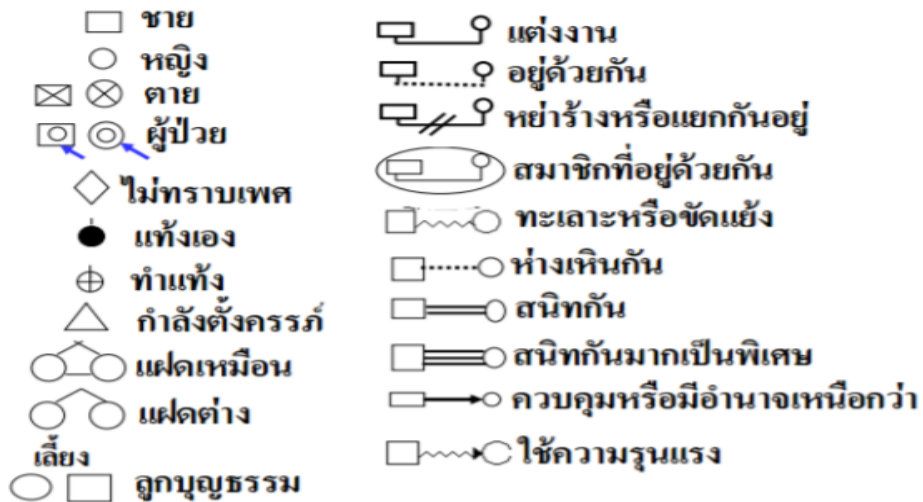 ชาย
หญิง
ตาย
ผู้ป่วย
ไม่ทราบเพศ
แท้งเอง
ทำแท้ง
กำลังตั้งครรภ์
แฝดเหมือน
แฝดต่าง
เลี้ยง
ลูกบุญธรรม
แต่งงาน
อยู่ด้วยกัน
หย่าร้างหรือแยกกันอยู่
สมาชิกที่อยู่ด้วยกัน
ทะเลาะหรือขัดแย้ง
ห่างเหินกัน
สนิทกัน
สนิทกันมากเป็นพิเศษ
ควบคุมหรือมีอำนาจเหนือกว่า
ใช้ความรุนแรง